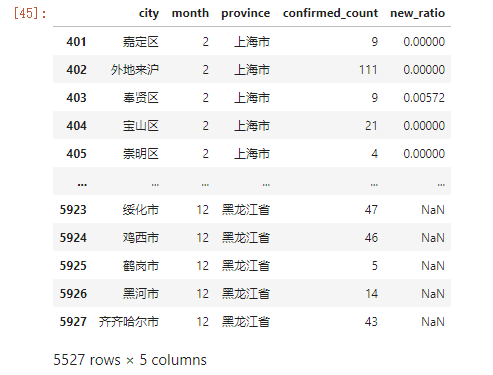 [45]:
city month province confirmed_count new_ratio
401 嘉定区 2 上海市 9 0.00000
402 外地来沪 2 上海市 111 0.00000
403 奉贤区 2 上海市 9 0.00572
404 宝山区 2 上海市 21 0.00000
405 崇明区 2 上海市 4 0.00000
... ... ... ... ... ...
5923 绥化市 12 黑龙江省 47 NaN
5924 鸡西市 12 黑龙江省 46 NaN
5925 鹤岗市 12 黑龙江省 5 NaN
5926 黑河市 12 黑龙江省 14 NaN
5927 齐齐哈尔市 12 黑龙江省 43 NaN
5527 rows × 5 columns